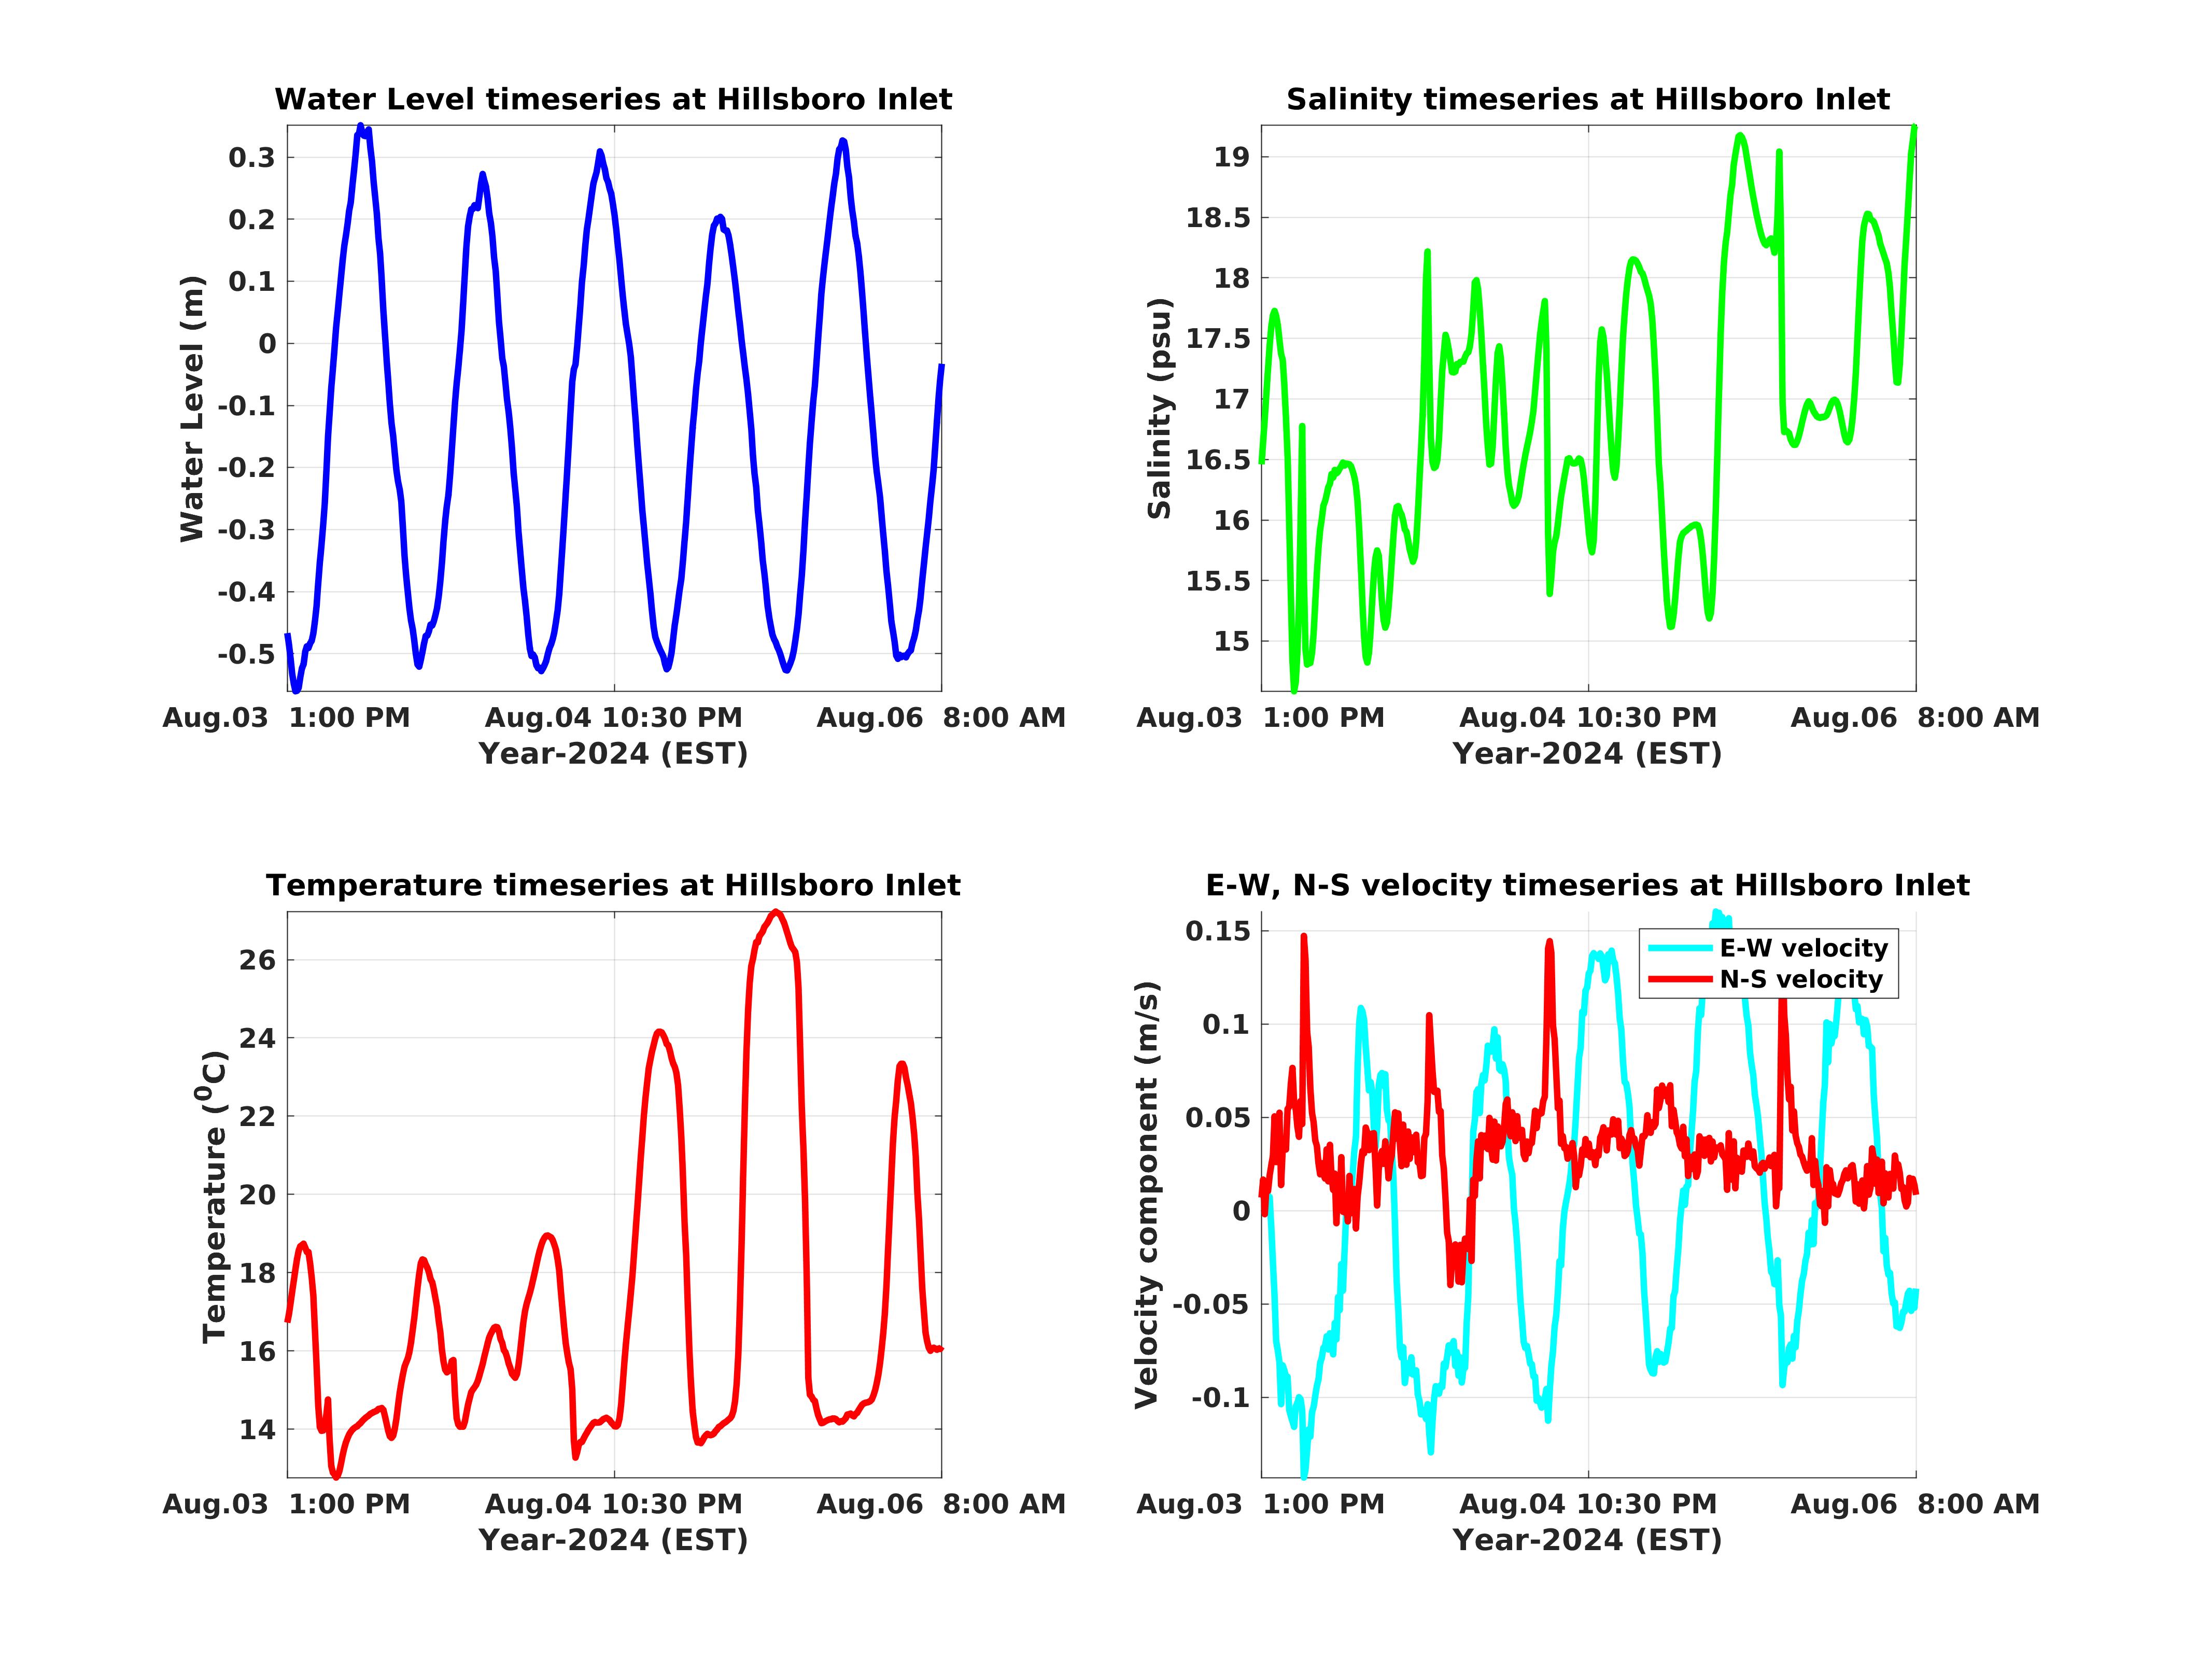 Water Level timeseries at Hillsboro Inlet
Water Level (m)
0.3
0.2
0.1
0
-0.1
-0.2
-0.3
-0.4
-0.5
Aug.03 1:00 PM Aug.04 10:30 PM Aug.06 8:00 AM
Year-2024 (EST)
Salinity timeseries at Hillsboro Inlet
Salinity (psu)
19
18.5
18
17.5
17
16.5
16
15.5
15
Aug.03 1:00 PM Aug.04 10:30 PM Aug.06 8:00 AM
Year-2024 (EST)
Temperature timeseries at Hillsboro Inlet
Temperature (⁰C)
26
24
22
20
18
16
14
Aug.03 1:00 PM Aug.04 10:30 PM Aug.06 8:00 AM
Year-2024 (EST)
E-W, N-S velocity timeseries at Hillsboro Inlet
Velocity component (m/s)
0.15
0.1
0.05
0
-0.05
-0.1
E-W velocity
N-S velocity
Aug.03 1:00 PM Aug.04 10:30 PM Aug.06 8:00 AM
Year-2024 (EST)